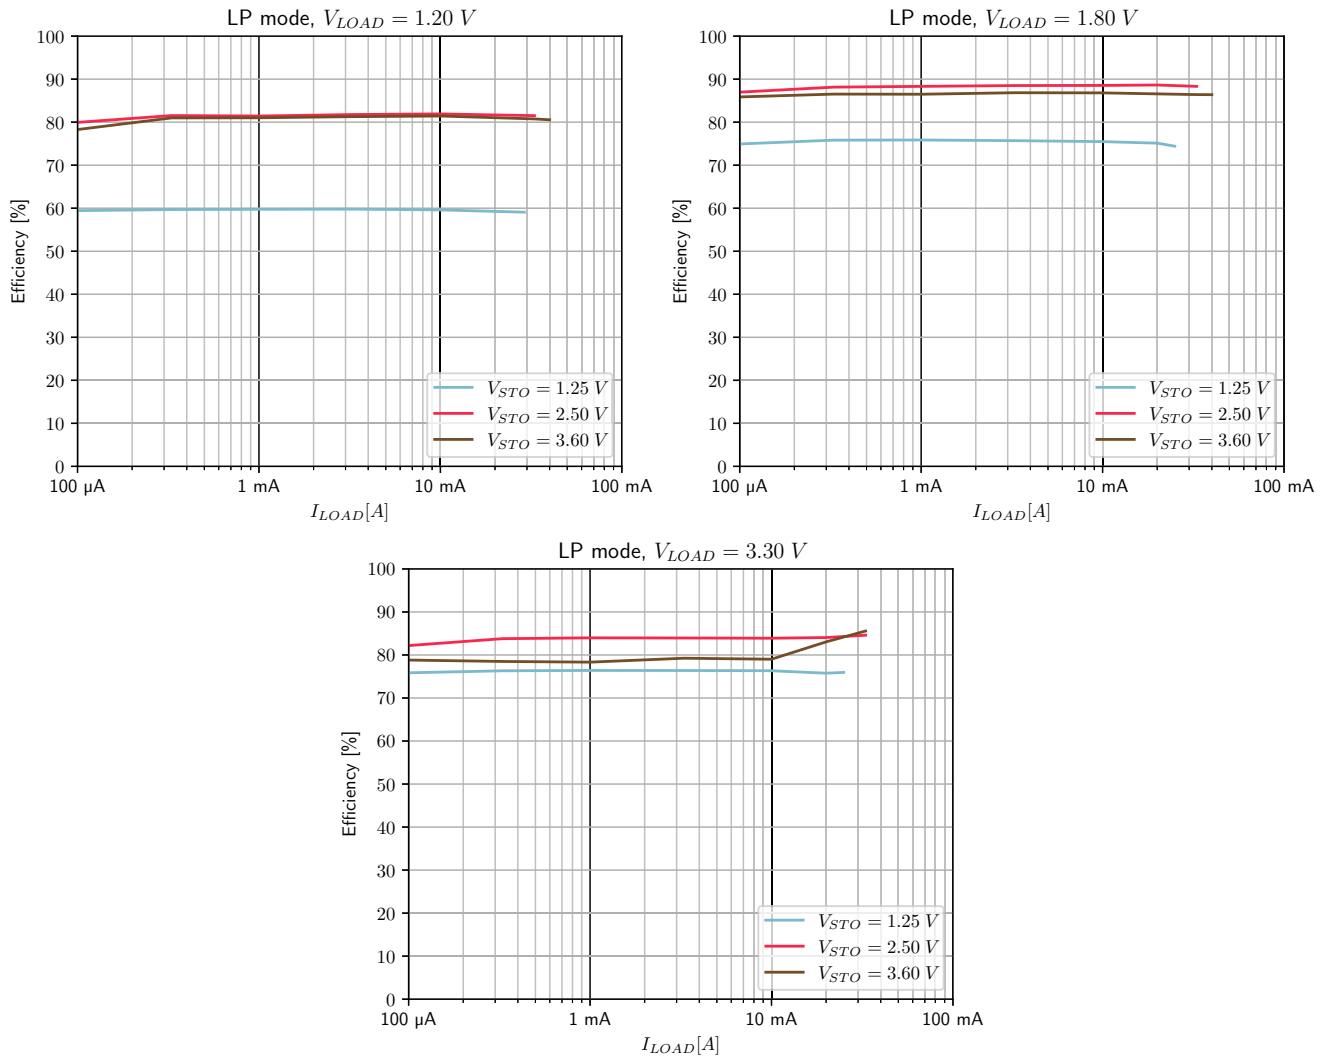 LP mode, V_LOAD = 1.20 V
100
90
80
70
60
50
40
30
20
10
0
Efficiency [%]
V_STO = 1.25 V
V_STO = 2.50 V
V_STO = 3.60 V
100 µA 1 mA 10 mA 100 mA
I_LOAD[A]
LP mode, V_LOAD = 1.80 V
100
90
80
70
60
50
40
30
20
10
0
Efficiency [%]
V_STO = 1.25 V
V_STO = 2.50 V
V_STO = 3.60 V
100 µA 1 mA 10 mA 100 mA
I_LOAD[A]
LP mode, V_LOAD = 3.30 V
100
90
80
70
60
50
40
30
20
10
0
Efficiency [%]
V_STO = 1.25 V
V_STO = 2.50 V
V_STO = 3.60 V
100 µA 1 mA 10 mA 100 mA
I_LOAD[A]